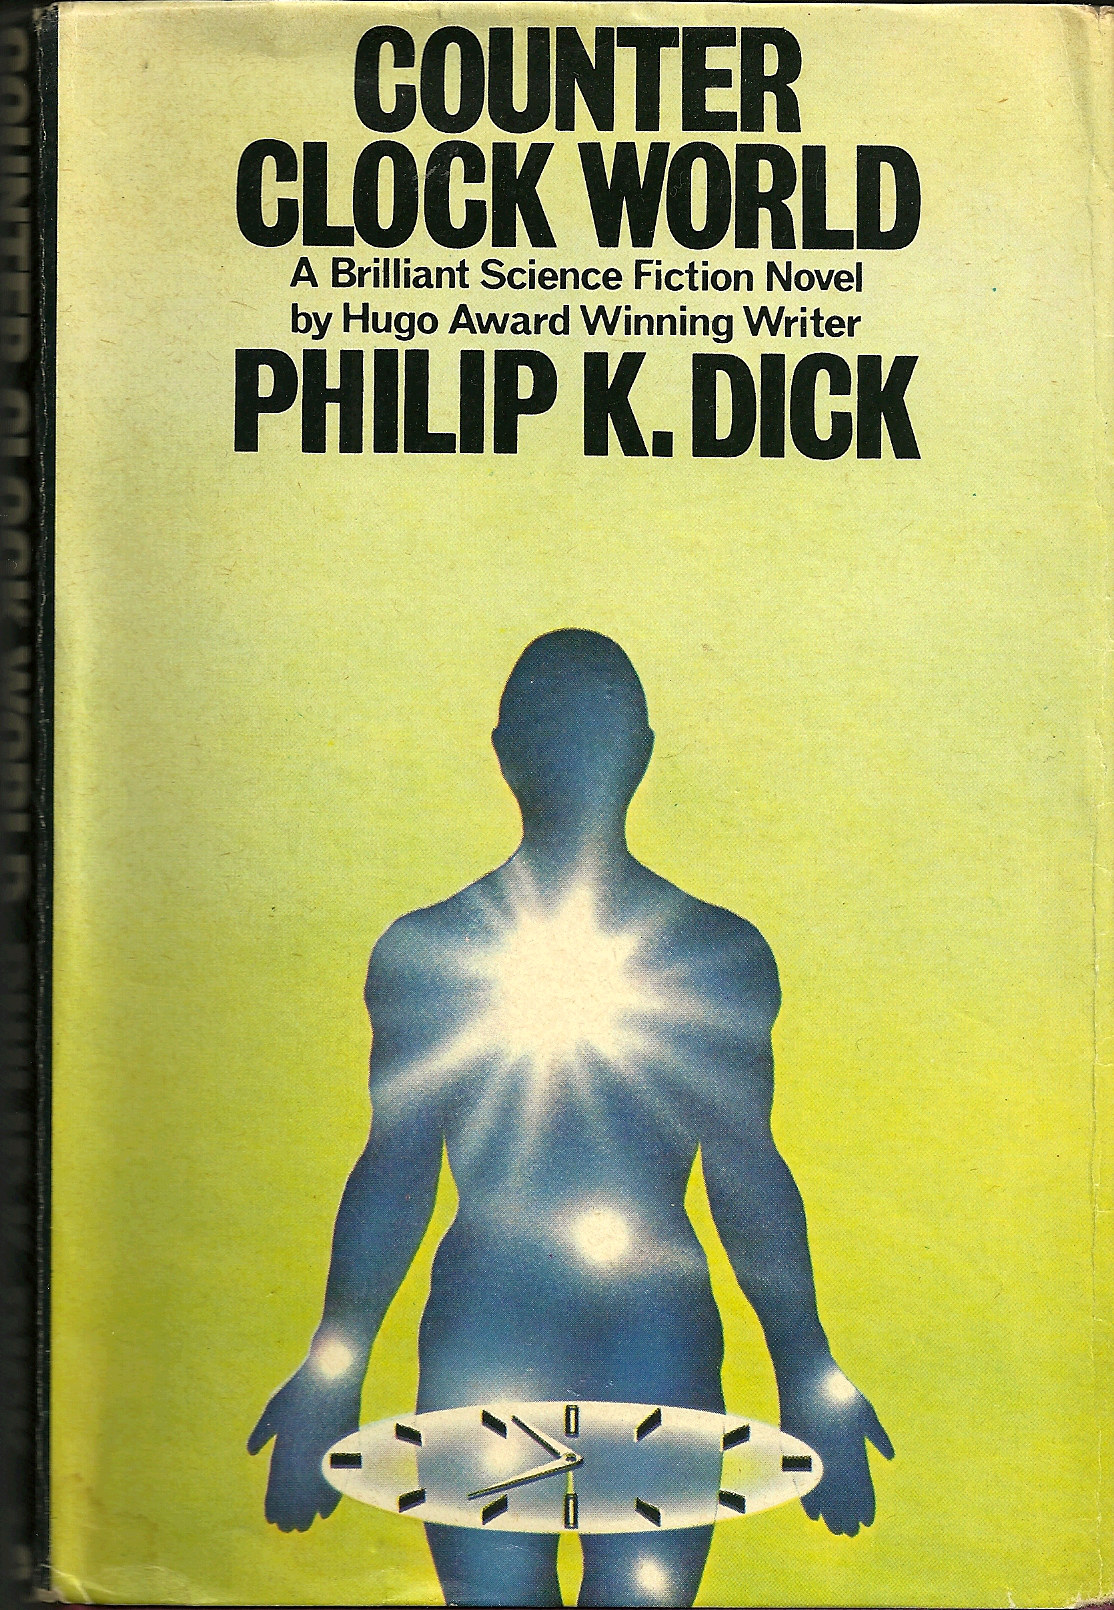 COUNTER
CLOCK WORLD
A Brilliant Science Fiction Novel
by Hugo Award Winning Writer
PHILIP K. DICK